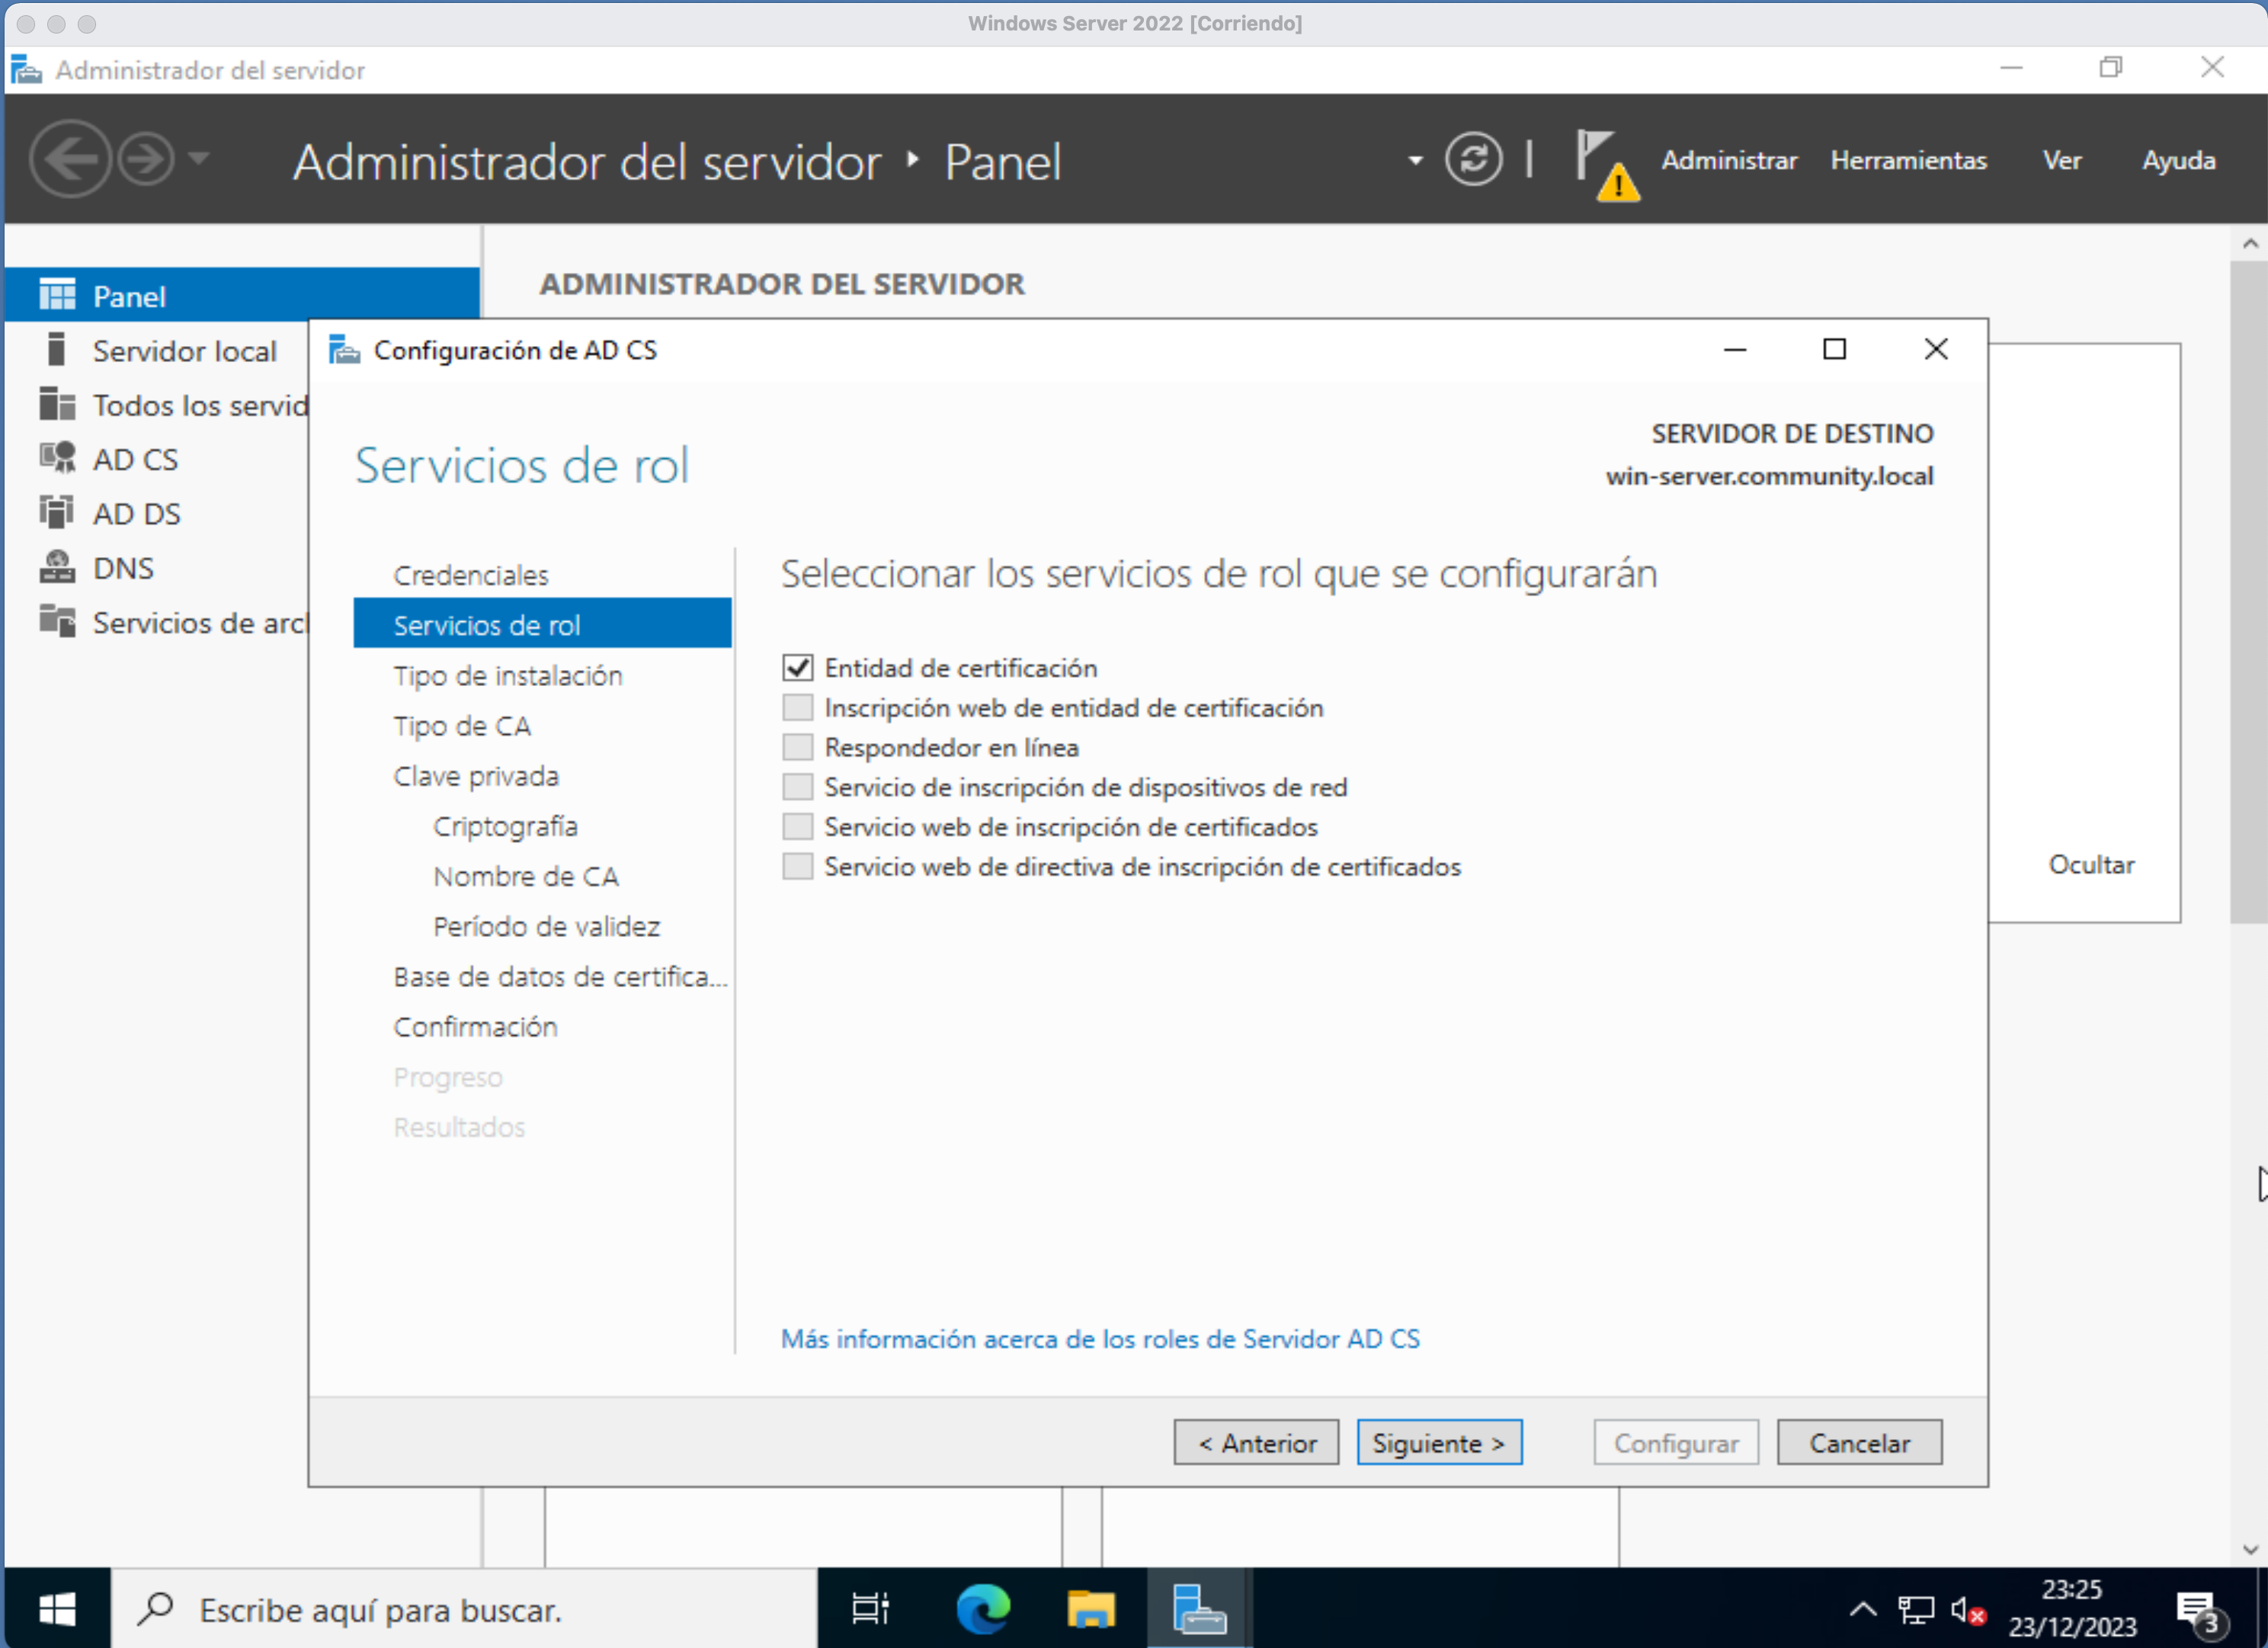 Windows Server 2022 [Corriendo]
Administrador del servidor
Administrador del servidor ‣ Panel
Administrar
Herramientas
Ver
Ayuda
Panel
Servidor local
Todos los servid
AD CS
AD DS
DNS
Servicios de arch
ADMINISTRADOR DEL SERVIDOR
Configuración de AD CS
Servicios de rol
SERVIDOR DE DESTINO
win-server.community.local
Credenciales
Servicios de rol
Tipo de instalación
Tipo de CA
Clave privada
Criptografía
Nombre de CA
Período de validez
Base de datos de certifica...
Confirmación
Progreso
Resultados
Seleccionar los servicios de rol que se configurarán
Entidad de certificación
Inscripción web de entidad de certificación
Respondedor en línea
Servicio de inscripción de dispositivos de red
Servicio web de inscripción de certificados
Servicio web de directiva de inscripción de certificados
Más información acerca de los roles de Servidor AD CS
Ocultar
< Anterior
Siguiente >
Configurar
Cancelar
Escribe aquí para buscar.
23:25
23/12/2023
3